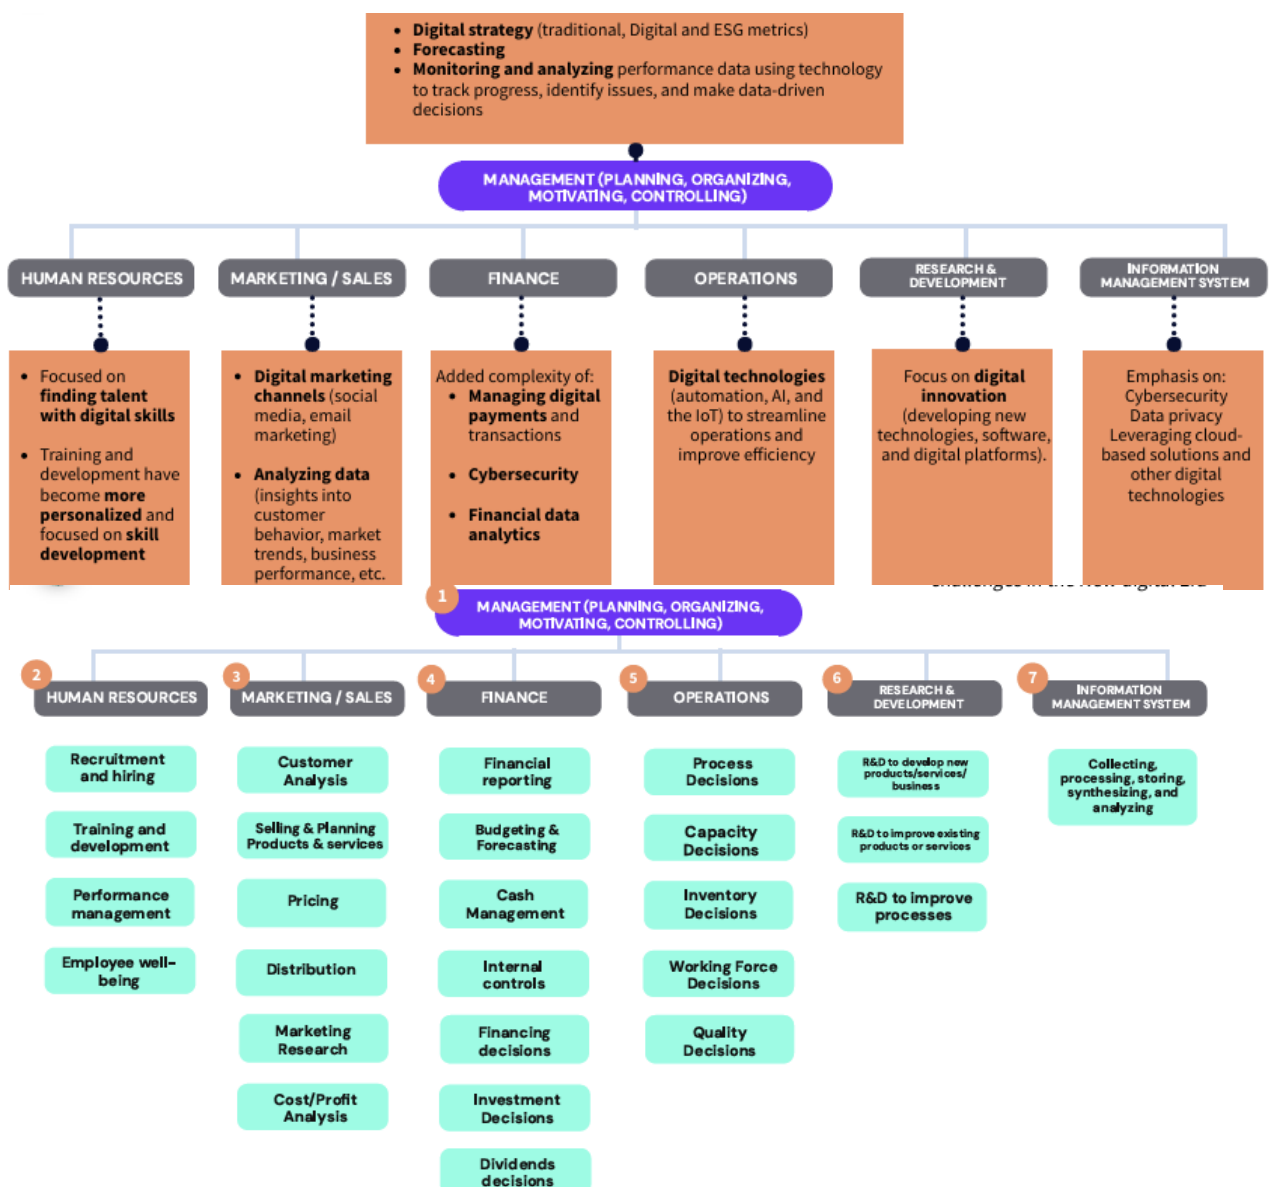 • Digital strategy (traditional, Digital and ESG metrics)
• Forecasting
• Monitoring and analyzing performance data using technology
to track progress, identify issues, and make data-driven
decisions
MANAGEMENT (PLANNING, ORGANIZING,
MOTIVATING, CONTROLLING)
HUMAN RESOURCES
• Focused on
finding talent
with digital skills
• Training and
development have
become more
personalized and
focused on skill
development
MARKETING / SALES
• Digital marketing
channels (social
media, email
marketing)
• Analyzing data
(insights into
customer
behavior, market
trends, business
performance, etc.
FINANCE
Added complexity of:
• Managing digital
payments and
transactions
• Cybersecurity
• Financial data
analytics
OPERATIONS
Digital technologies
(automation, AI, and
the IoT) to streamline
operations and
improve efficiency
RESEARCH &
DEVELOPMENT
Focus on digital
innovation
(developing new
technologies, software,
and digital platforms).
INFORMATION
MANAGEMENT SYSTEM
Emphasis on:
Cybersecurity
Data privacy
Leveraging cloud-
based solutions and
other digital
technologies
1
MANAGEMENT (PLANNING, ORGANIZING,
MOTIVATING, CONTROLLING)
2
HUMAN RESOURCES
Recruitment
and hiring
Training and
development
Performance
management
Employee well-
being
3
MARKETING / SALES
Customer
Analysis
Selling & Planning
Products & services
Pricing
Distribution
Marketing
Research
Cost/Profit
Analysis
4
FINANCE
Financial
reporting
Budgeting &
Forecasting
Cash
Management
Internal
controls
Financing
decisions
Investment
Decisions
Dividends
decisions
5
OPERATIONS
Process
Decisions
Capacity
Decisions
Inventory
Decisions
Working Force
Decisions
Quality
Decisions
6
RESEARCH &
DEVELOPMENT
R&D to develop new
products/services/
business
R&D to improve existing
products or services
R&D to improve
processes
7
INFORMATION
MANAGEMENT SYSTEM
Collecting,
processing, storing,
synthesizing, and
analyzing